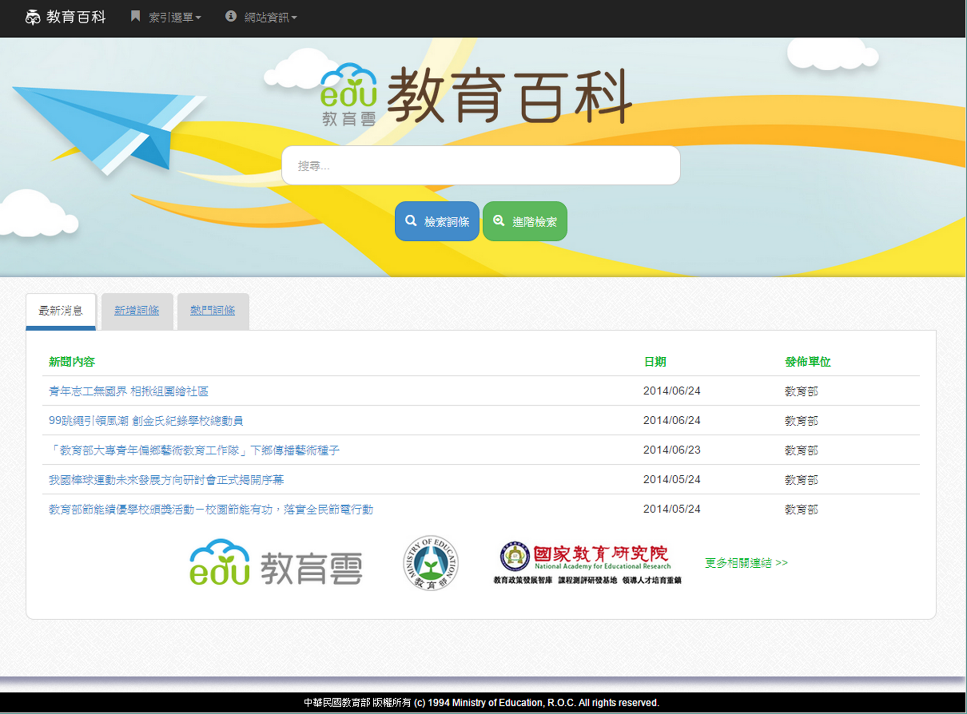 教育百科 索引選單 網站資訊
edu 教育百科
教育雲
搜尋...
檢索詞條 進階檢索
最新消息 新增詞條 熱門詞條
新聞內容 日期 發佈單位
青年志工無國界 相揪組團繪社區 2014/06/24 教育部
99跳繩引領風潮 創金氏紀錄學校總動員 2014/06/24 教育部
「教育部大專青年偏鄉藝術教育工作隊」下鄉傳播藝術種子 2014/06/23 教育部
我國棒球運動未來發展方向研討會正式揭開序幕 2014/05/24 教育部
教育部節能績優學校頒獎活動－校園節能有功，落實全民節電行動 2014/05/24 教育部
edu 教育雲
MINISTRY OF EDUCATION
教育部
國家教育研究院
National Academy for Educational Research
教育政策發展智庫 課程測評研發基地 領導人才培育重鎮
更多相關連結 >>
中華民國教育部 版權所有 (c) 1994 Ministry of Education, R.O.C. All rights reserved.